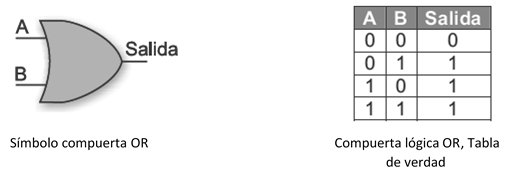 A
Salida
B
Símbolo compuerta OR
A B Salida
0 0 0
0 1 1
1 0 1
1 1 1
Compuerta lógica OR, Tabla
de verdad